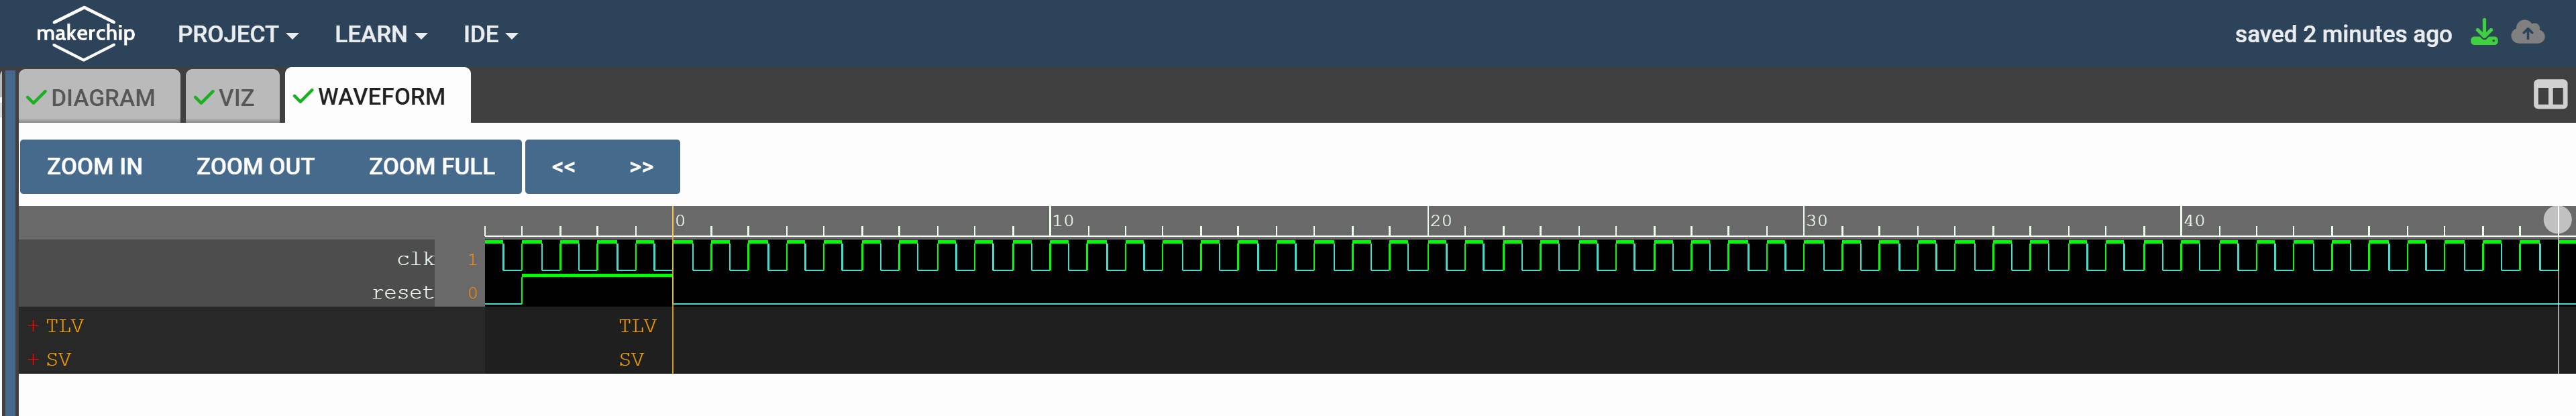 makerchip PROJECT LEARN IDE saved 2 minutes ago
DIAGRAM VIZ WAVEFORM
ZOOM IN ZOOM OUT ZOOM FULL << >>
0 10 20 30 40
clk 1
reset 0
+ TLV TLV
+ SV SV